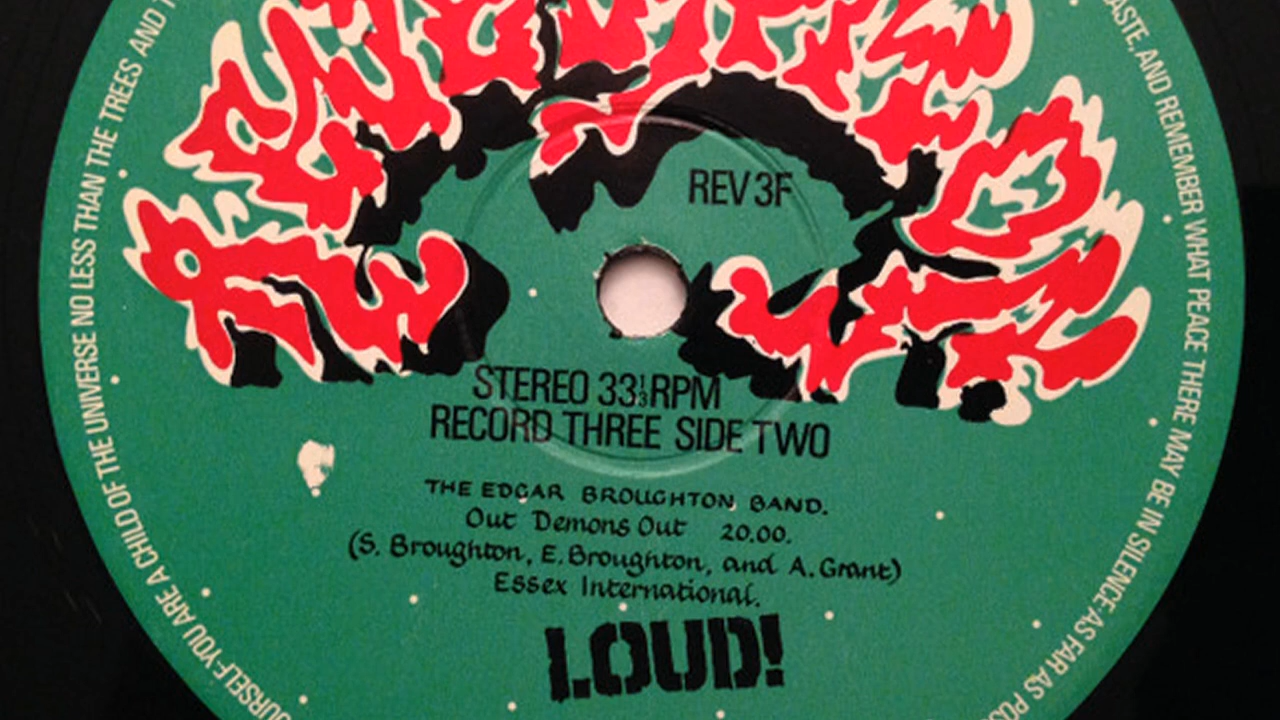 REV 3F
STEREO 33⅓ RPM
RECORD THREE SIDE TWO
THE EDGAR BROUGHTON BAND.
Out Demons Out 20.00.
(S. Broughton, E. Broughton, and A. Grant)
Essex International.
LOUD!
YOU ARE A CHILD OF THE UNIVERSE NO LESS THAN THE TREES AND
AND REMEMBER WHAT PEACE THERE MAY BE IN SILENCE·AS FAR AS